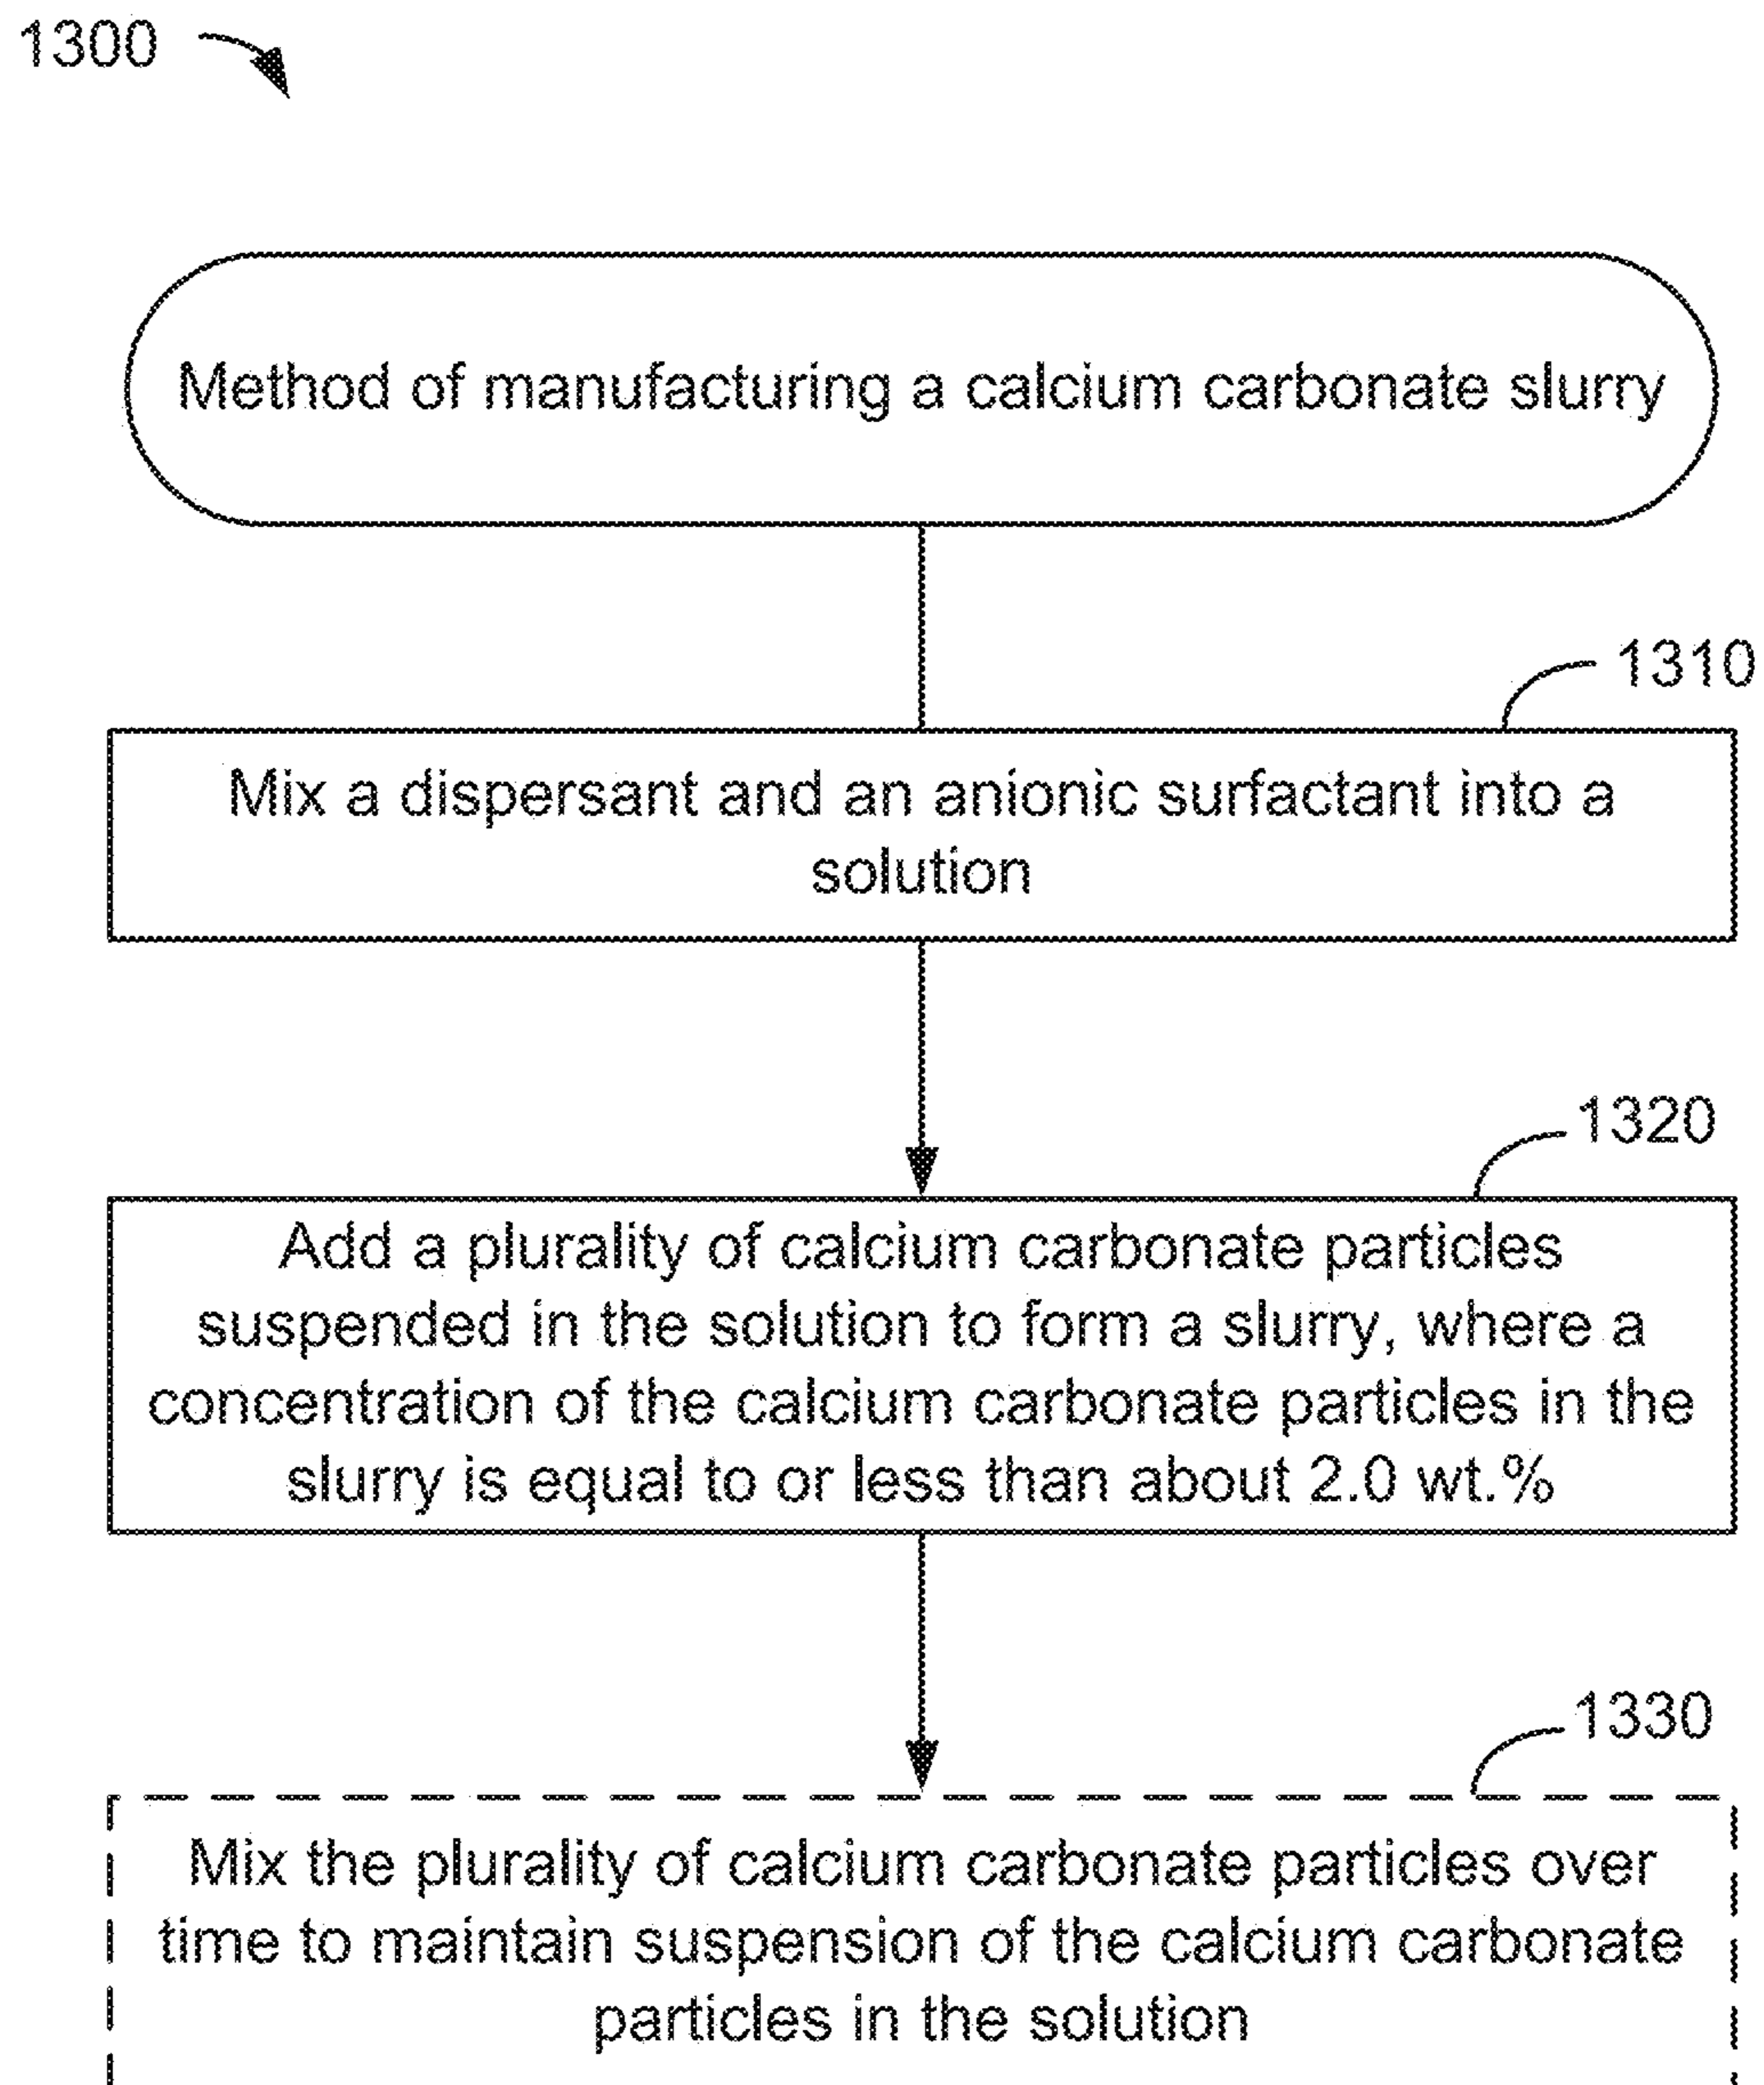 1300
Method of manufacturing a calcium carbonate slurry
1310
Mix a dispersant and an anionic surfactant into a
solution
1320
Add a plurality of calcium carbonate particles
suspended in the solution to form a slurry, where a
concentration of the calcium carbonate particles in the
slurry is equal to or less than about 2.0 wt.%
1330
Mix the plurality of calcium carbonate particles over
time to maintain suspension of the calcium carbonate
particles in the solution